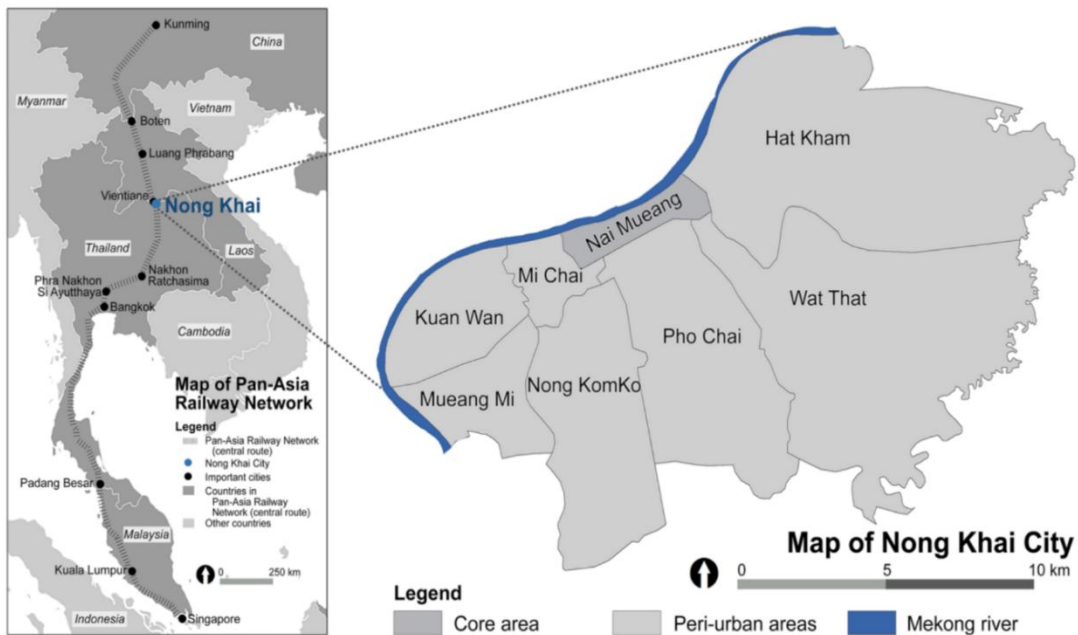 Kunming
China
Myanmar
Vietnam
Boten
Luang Phrabang
Vientiane
Nong Khai
Thailand
Laos
Nakhon
Ratchasima
Phra Nakhon
Si Ayutthaya
Bangkok
Cambodia
Map of Pan-Asia
Railway Network
Legend
Pan-Asia Railway Network
(central route)
Nong Khai City
Important cities
Countries in
Pan-Asia Railway
Network (central route)
Other countries
Padang Besar
Malaysia
Kuala Lumpur
0 250 km
Singapore
Indonesia
Hat Kham
Nai Mueang
Mi Chai
Wat That
Kuan Wan
Pho Chai
Nong KomKo
Mueang Mi
Map of Nong Khai City
0 5 10 km
Legend
Core area
Peri-urban areas
Mekong river